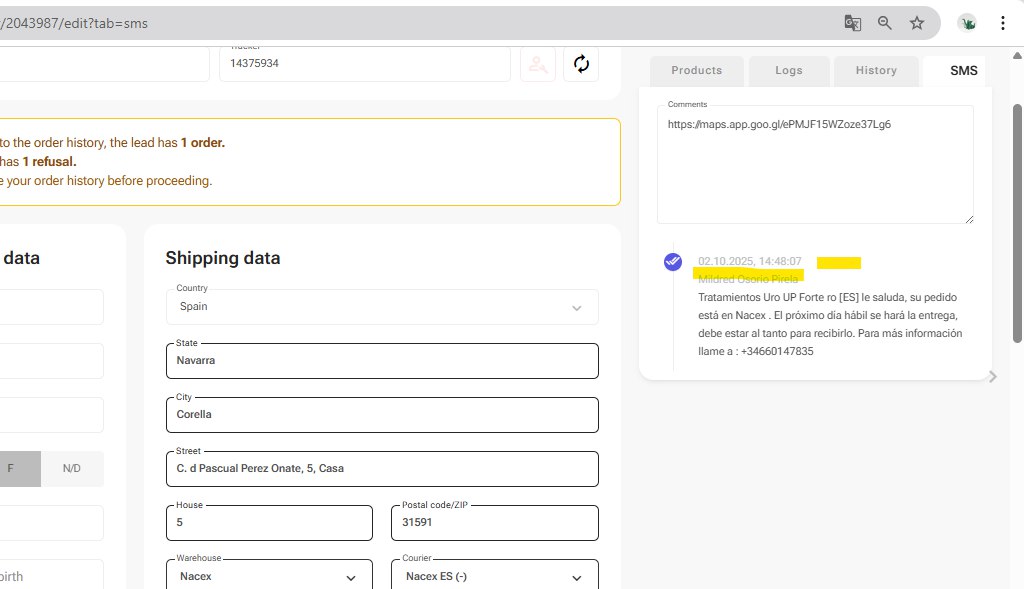 /2043987/edit?tab=sms
Tracker
14375934
Products
Logs
History
SMS
to the order history, the lead has 1 order.
has 1 refusal.
e your order history before proceeding.
Comments
https://maps.app.goo.gl/ePMJF15WZoze37Lg6
02.10.2025, 14:48:07
Mildred Osorio Pirela
Tratamientos Uro UP Forte ro [ES] le saluda, su pedido
está en Nacex . El próximo día hábil se hará la entrega,
debe estar al tanto para recibirlo. Para más información
llame a : +34660147835
data
F
N/D
birth
Shipping data
Country
Spain
State
Navarra
City
Corella
Street
C. d Pascual Perez Onate, 5, Casa
House
5
Postal code/ZIP
31591
Warehouse
Nacex
Courier
Nacex ES (-)